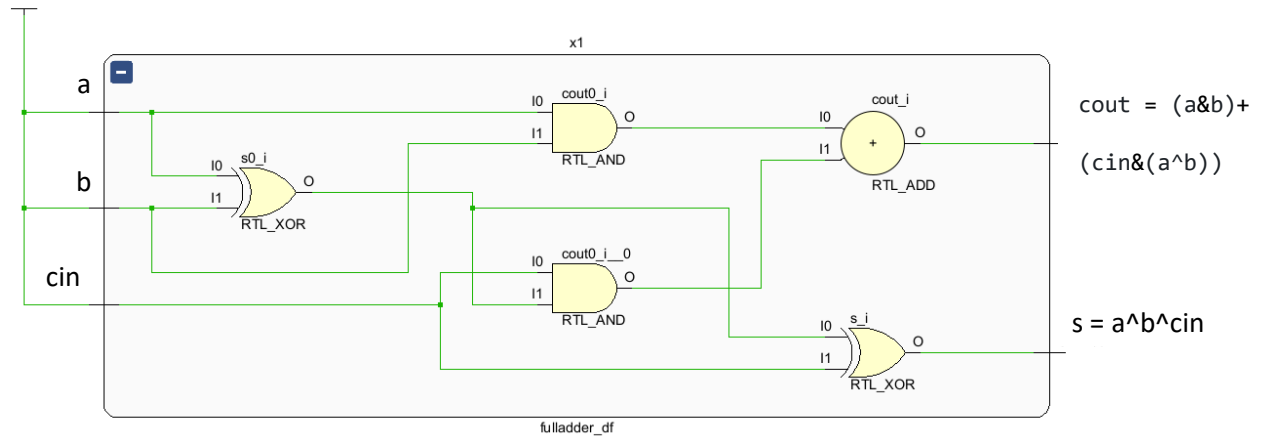 x1
a
I0
cout0_i
O
I1
RTL_AND
I0
cout_i
O
I1
+
RTL_ADD
cout = (a&b)+
(cin&(a^b))
b
I0
s0_i
O
I1
RTL_XOR
cin
I0
cout0_i__0
O
I1
RTL_AND
I0
s_i
O
I1
RTL_XOR
s = a^b^cin
fulladder_df